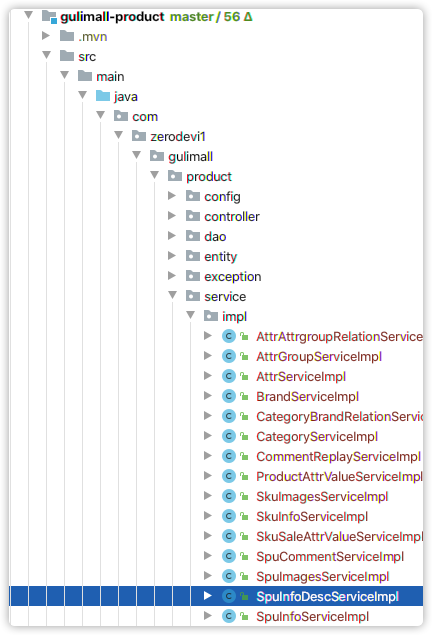 gulimall-product master / 56 Δ
.mvn
src
main
java
com
zerodevi1
gulimall
product
config
controller
dao
entity
exception
service
impl
AttrAttrgroupRelationService
AttrGroupServiceImpl
AttrServiceImpl
BrandServiceImpl
CategoryBrandRelationServic
CategoryServiceImpl
CommentReplayServiceImpl
ProductAttrValueServiceImpl
SkuImagesServiceImpl
SkuInfoServiceImpl
SkuSaleAttrValueServiceImpl
SpuCommentServiceImpl
SpuImagesServiceImpl
SpuInfoDescServiceImpl
SpuInfoServiceImpl